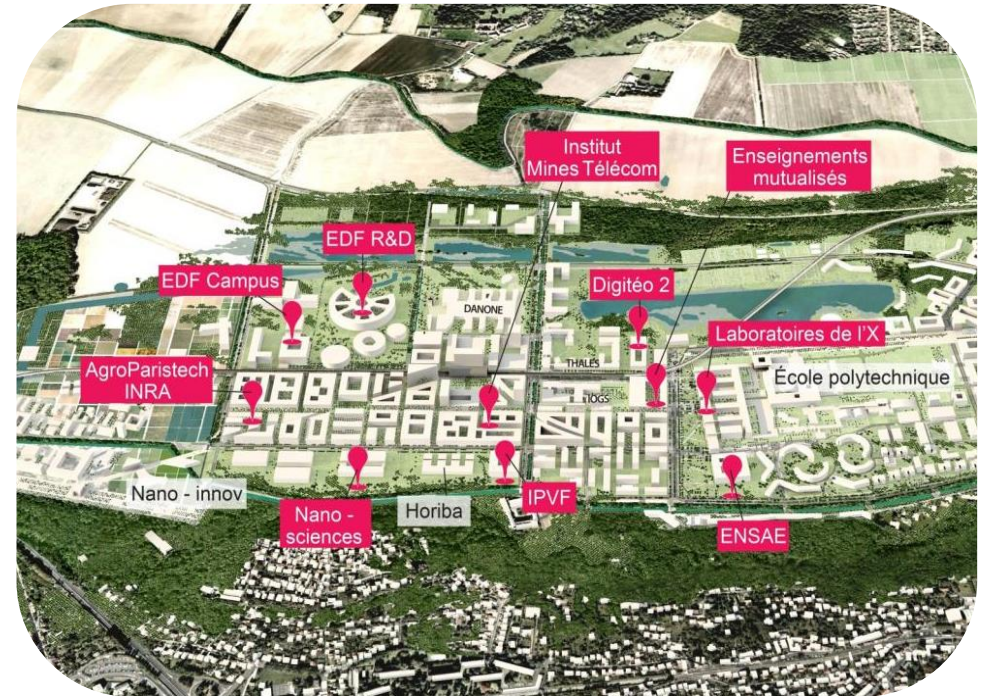 Institut
Mines Télécom
Enseignements
mutualisés
EDF R&D
EDF Campus
DANONE
Digitéo 2
Laboratoires de l'X
THALES
AgroParistech
INRA
École polytechnique
IOGS
Nano - innov
Nano -
sciences
Horiba
IPVF
ENSAE